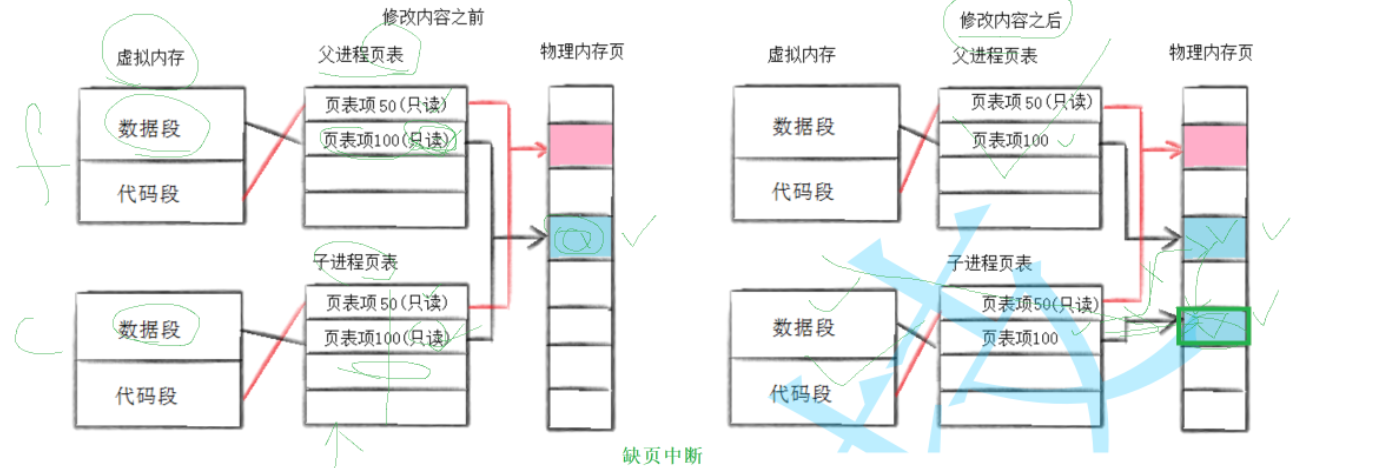 修改内容之前
虚拟内存
父进程页表
物理内存页
数据段
代码段
页表项50(只读)
页表项100(只读)
子进程页表
数据段
代码段
页表项50(只读)
页表项100(只读)
修改内容之后
虚拟内存
父进程页表
物理内存页
数据段
代码段
页表项50(只读)
页表项100
子进程页表
数据段
代码段
页表项50(只读)
页表项100
缺页中断
f
c